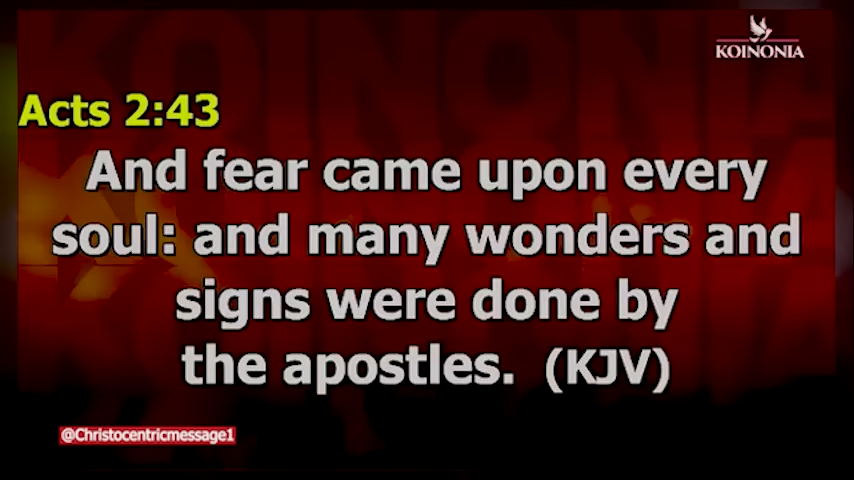 KOINONIA
Acts 2:43
And fear came upon every
soul: and many wonders and
signs were done by
the apostles. (KJV)
@Christocentricmessage1